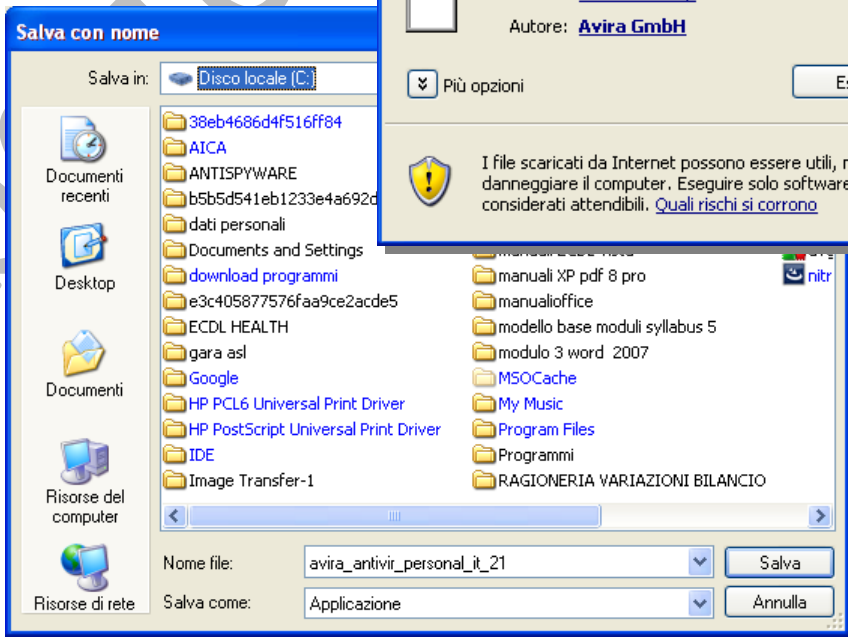 Salva con nome
Autore: Avira GmbH
Più opzioni
I file scaricati da Internet possono essere utili,
danneggiare il computer. Eseguire solo software
considerati attendibili. Quali rischi si corrono
Salva in:
Disco locale (C:)
Documenti
recenti
Desktop
Documenti
Risorse del
computer
Risorse di rete
38eb4686d4f516ff84
AICA
ANTISPYWARE
b5b5d541eb1233e4a692d
dati personali
Documents and Settings
download programmi
e3c405877576faa9ce2acde5
ECDL HEALTH
gara asl
Google
HP PCL6 Universal Print Driver
HP PostScript Universal Print Driver
IDE
Image Transfer-1
manuali XP pdf 8 pro
manualioffice
modello base moduli syllabus 5
modulo 3 word 2007
MSOCache
My Music
Program Files
Programmi
RAGIONERIA VARIAZIONI BILANCIO
nitr
Nome file:
avira_antivir_personal_it_21
Salva
Salva come:
Applicazione
Annulla